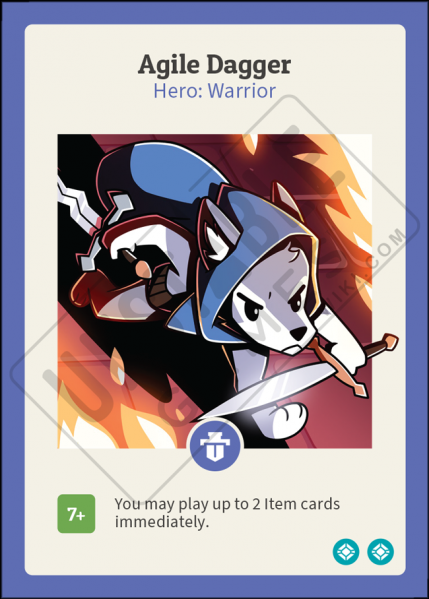 Agile Dagger
Hero: Warrior
7+
You may play up to 2 Item cards
immediately.